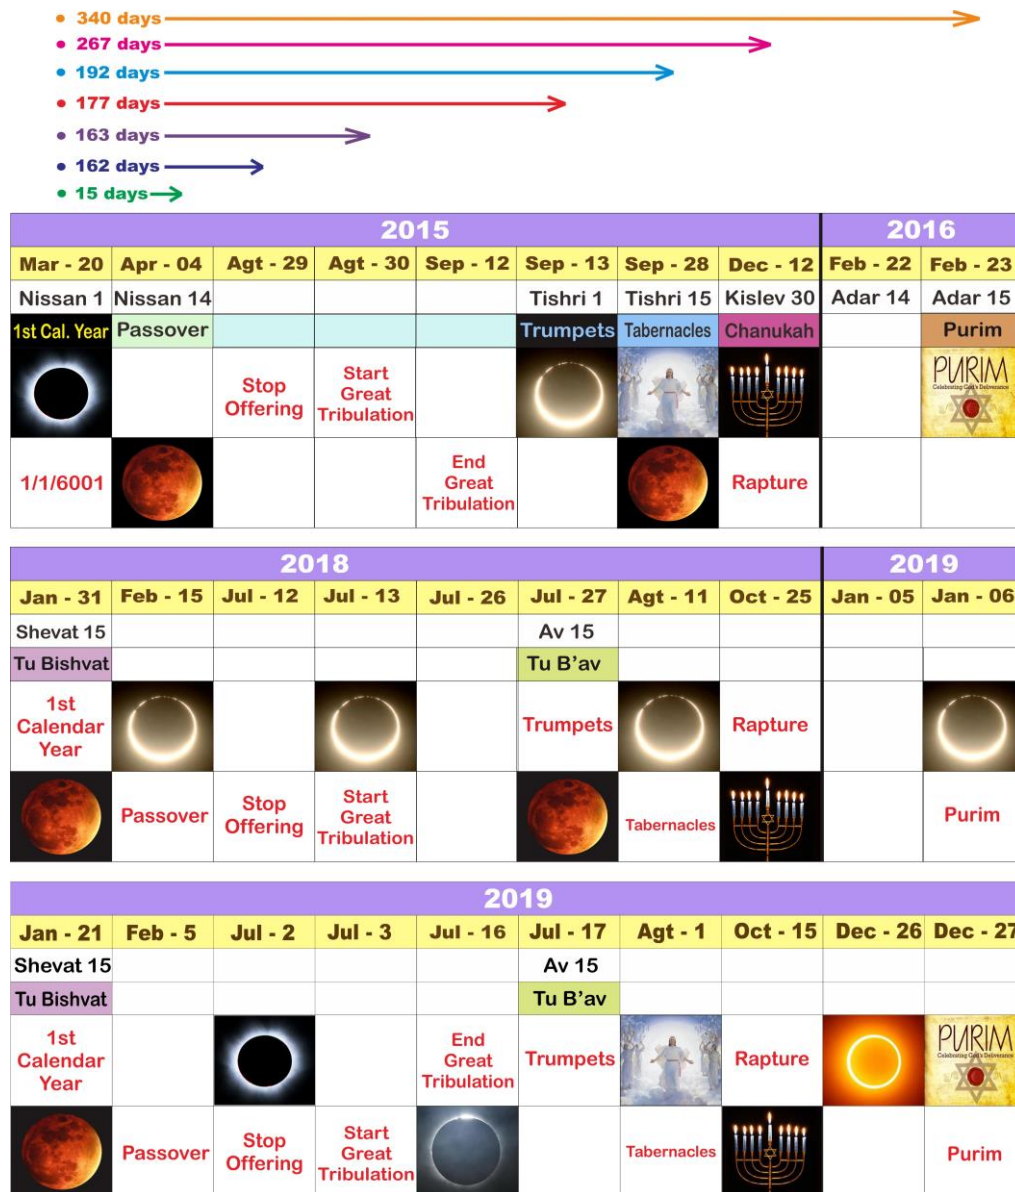 • 340 days
• 267 days
• 192 days
• 177 days
• 163 days
• 162 days
• 15 days
2015 2016
Mar - 20 Apr - 04 Agt - 29 Agt - 30 Sep - 12 Sep - 13 Sep - 28 Dec - 12 Feb - 22 Feb - 23
Nissan 1 Nissan 14 Tishri 1 Tishri 15 Kislev 30 Adar 14 Adar 15
1st Cal. Year Passover Trumpets Tabernacles Chanukah Purim
Stop
Offering
Start
Great
Tribulation
PURIM
Celebrating God's Deliverance
1/1/6001
End
Great
Tribulation
Rapture
2018 2019
Jan - 31 Feb - 15 Jul - 12 Jul - 13 Jul - 26 Jul - 27 Agt - 11 Oct - 25 Jan - 05 Jan - 06
Shevat 15 Av 15
Tu Bishvat Tu B'av
1st
Calendar
Year
Trumpets
Rapture
Passover
Stop
Offering
Start
Great
Tribulation
Tabernacles
Purim
2019
Jan - 21 Feb - 5 Jul - 2 Jul - 3 Jul - 16 Jul - 17 Agt - 1 Oct - 15 Dec - 26 Dec - 27
Shevat 15 Av 15
Tu Bishvat Tu B'av
1st
Calendar
Year
End
Great
Tribulation
Trumpets
Rapture
PURIM
Celebrating God's Deliverance
Passover
Stop
Offering
Start
Great
Tribulation
Tabernacles
Purim